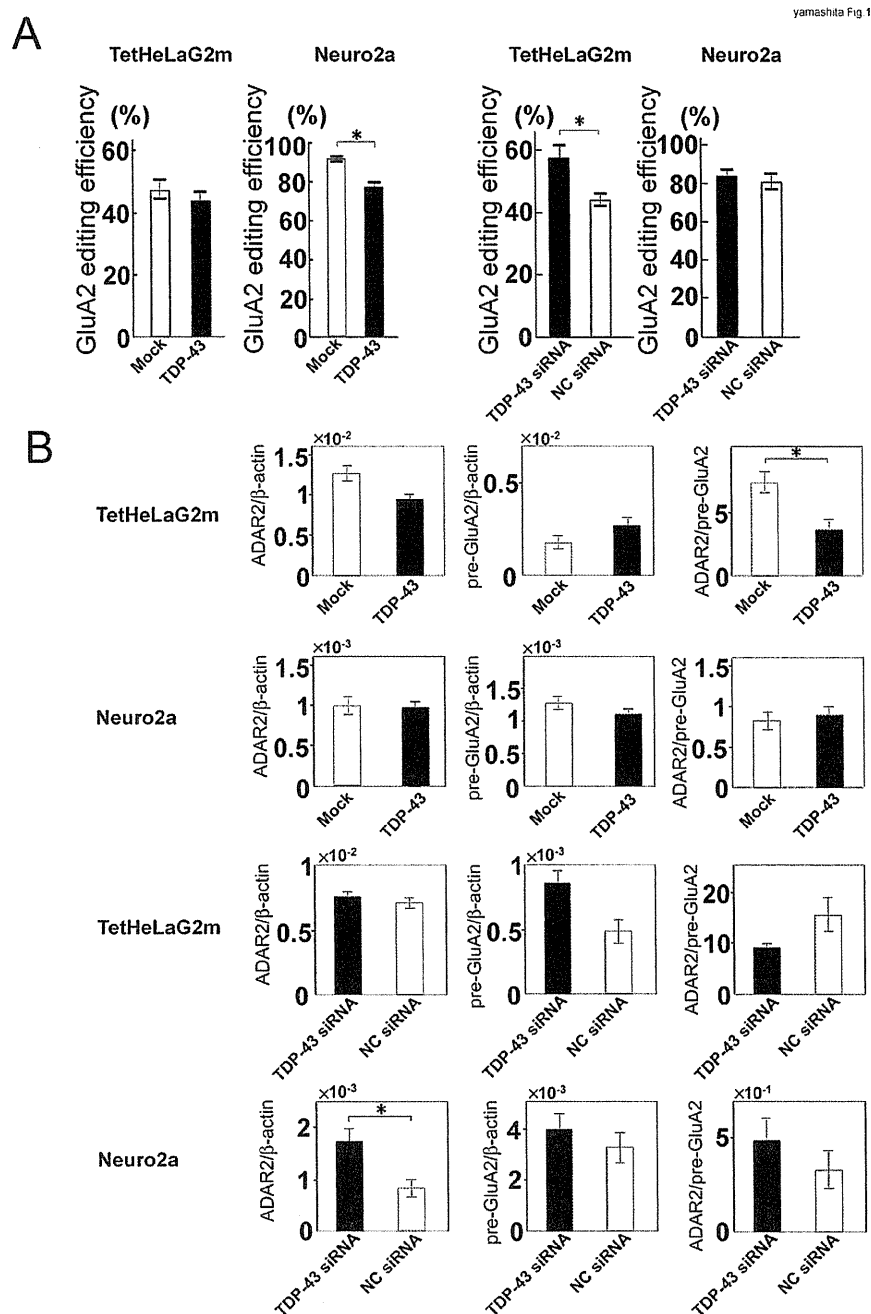 yamashita Fig.1
A
TetHeLaG2m
Neuro2a
TetHeLaG2m
Neuro2a
(%)
GluA2 editing efficiency
60
40
20
0
Mock
TDP-43
(%)
GluA2 editing efficiency
100
80
60
40
20
0
*
Mock
TDP-43
(%)
GluA2 editing efficiency
60
40
20
0
*
TDP-43 siRNA
NC siRNA
(%)
GluA2 editing efficiency
100
80
60
40
20
0
TDP-43 siRNA
NC siRNA
B
TetHeLaG2m
×10-2
ADAR2/β-actin
1.5
1
0.5
0
Mock
TDP-43
×10-2
pre-GluA2/β-actin
0.5
0
Mock
TDP-43
ADAR2/pre-GluA2
5
0
*
Mock
TDP-43
Neuro2a
×10-3
ADAR2/β-actin
1.5
1
0.5
0
Mock
TDP-43
×10-3
pre-GluA2/β-actin
1.5
1
0.5
0
Mock
TDP-43
ADAR2/pre-GluA2
1.5
1
0.5
0
Mock
TDP-43
TetHeLaG2m
×10-2
ADAR2/β-actin
1
0.5
0
TDP-43 siRNA
NC siRNA
×10-3
pre-GluA2/β-actin
1
0.5
0
TDP-43 siRNA
NC siRNA
ADAR2/pre-GluA2
20
10
0
TDP-43 siRNA
NC siRNA
Neuro2a
×10-3
ADAR2/β-actin
2
1
0
*
TDP-43 siRNA
NC siRNA
×10-3
pre-GluA2/β-actin
4
2
0
TDP-43 siRNA
NC siRNA
×10-1
ADAR2/pre-GluA2
5
0
TDP-43 siRNA
NC siRNA